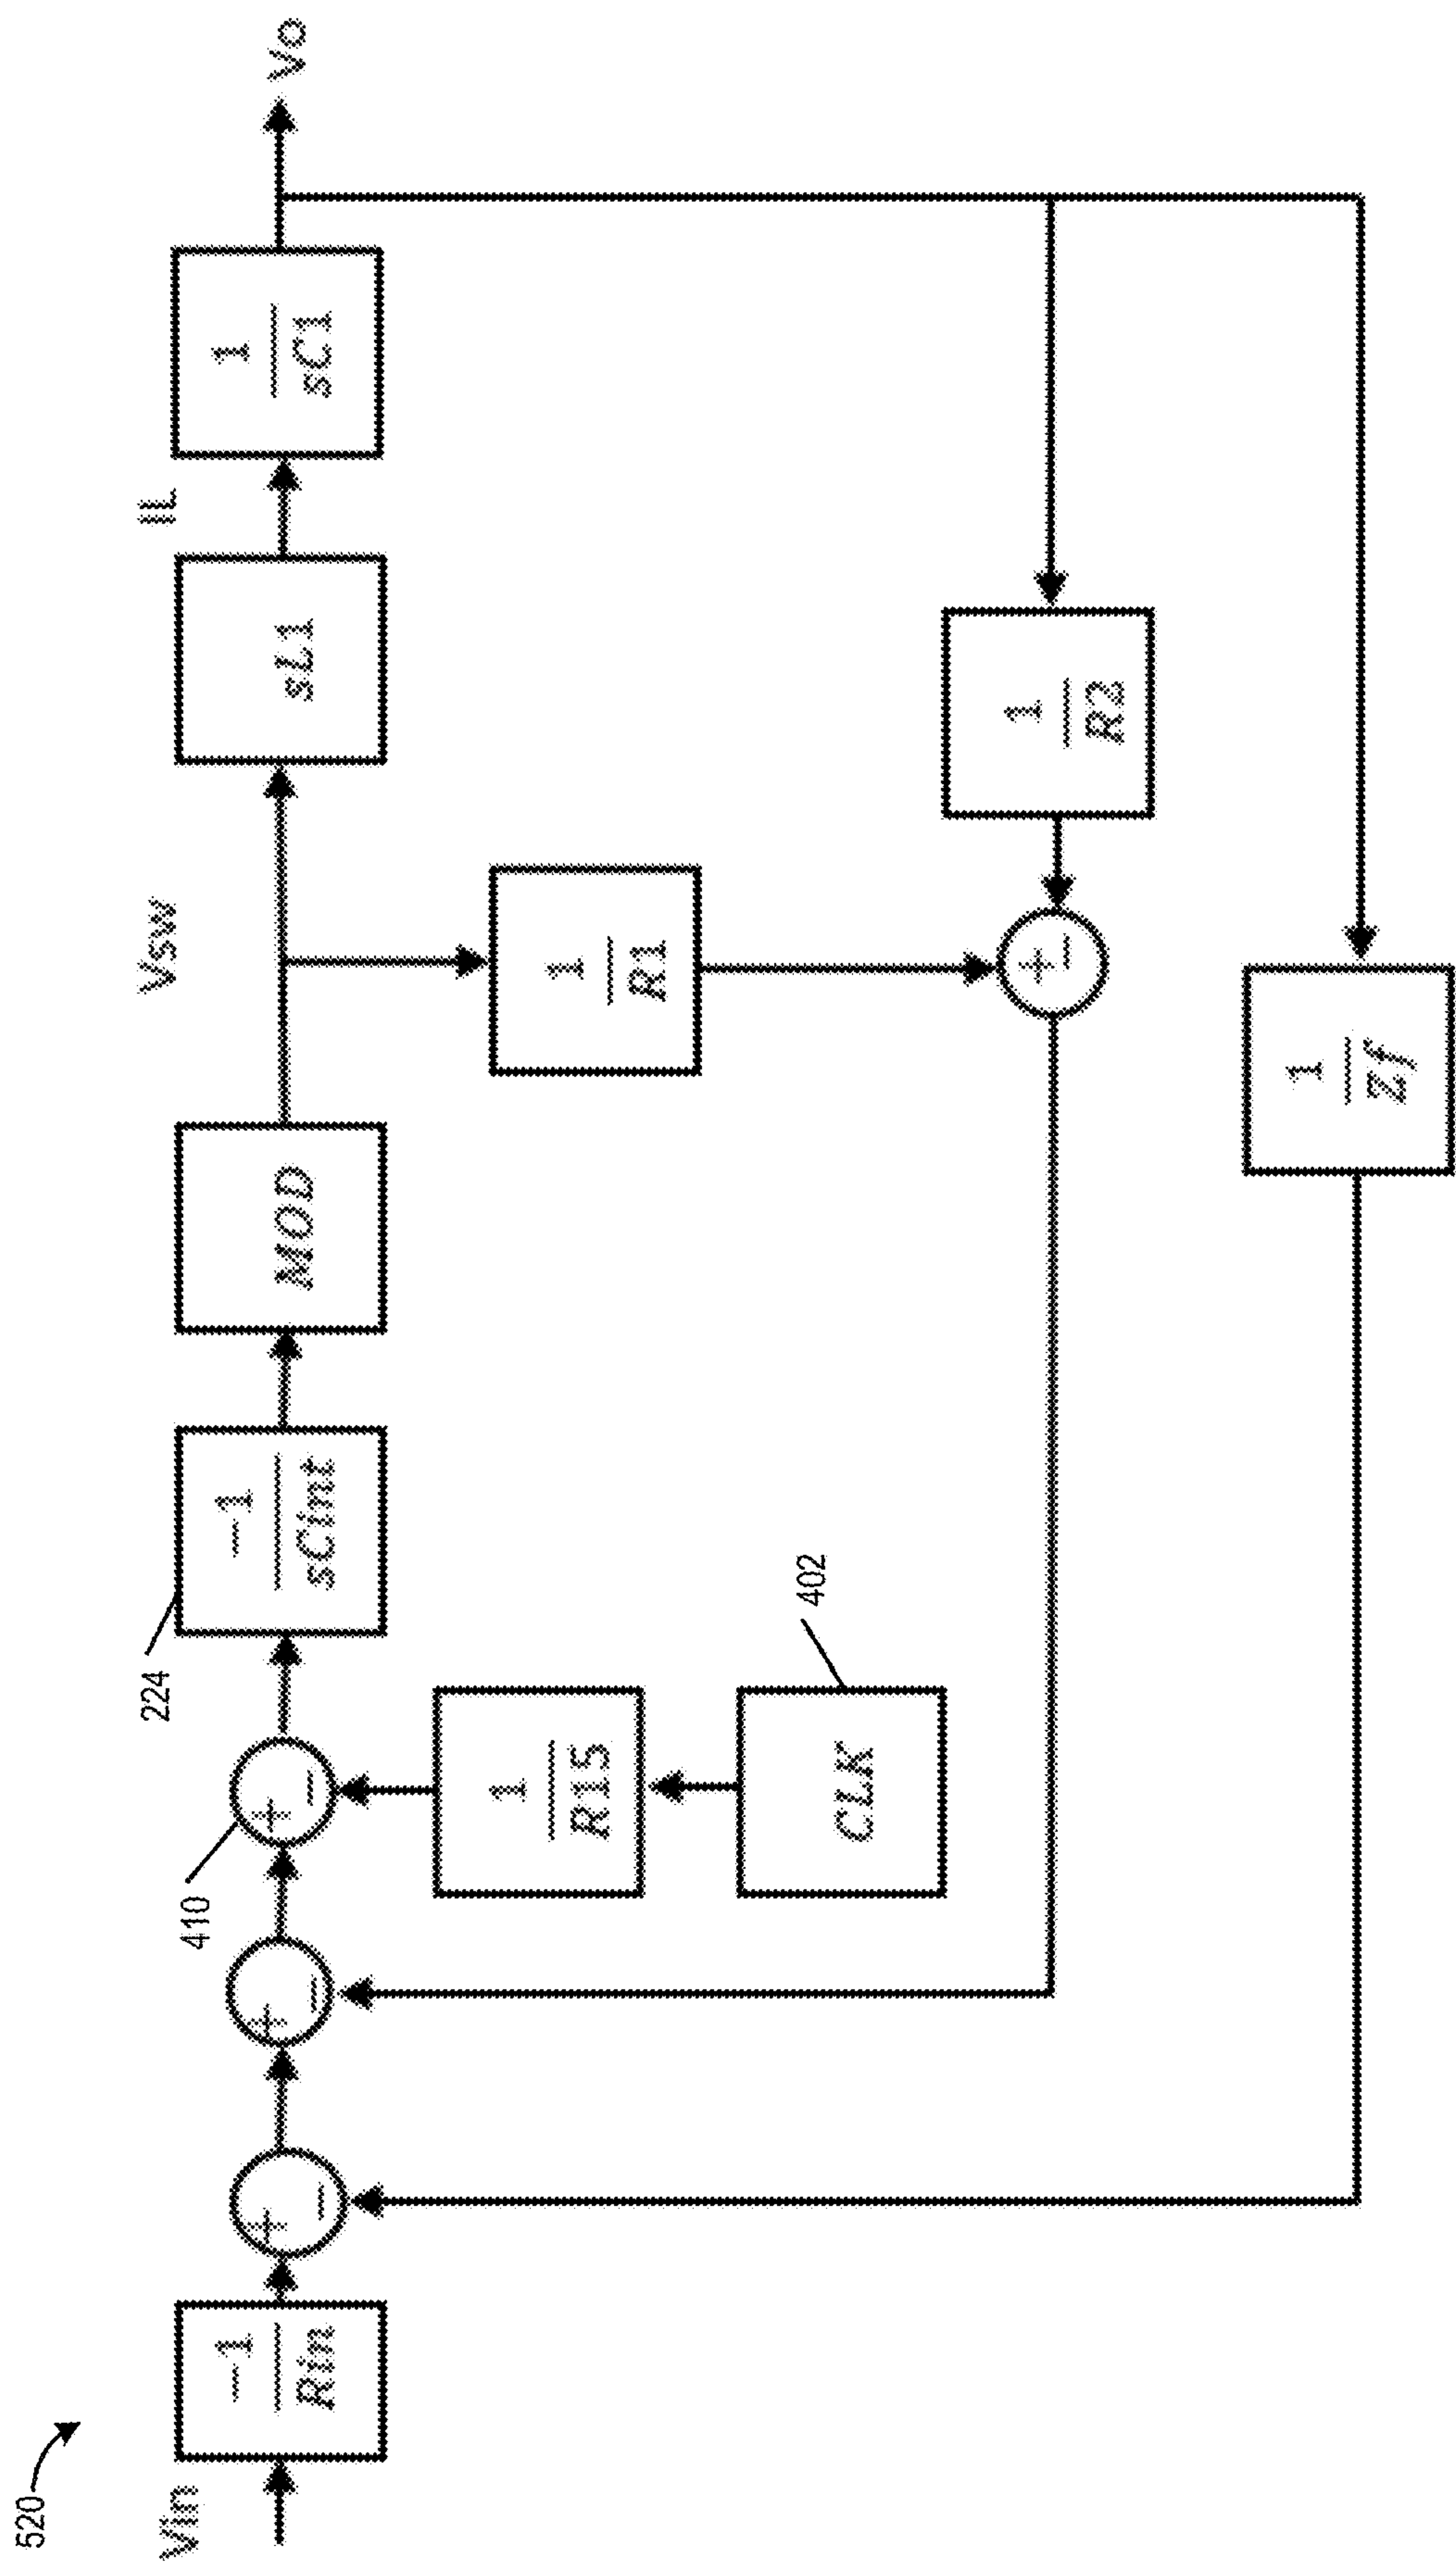 520
Vin
−1
Rin
+
−
+
−
410
+
−
224
−1
sCint
MOD
Vsw
sL1
IL
1
sC1
Vo
1
R15
CLK
402
1
R1
+
−
1
R2
1
Zf